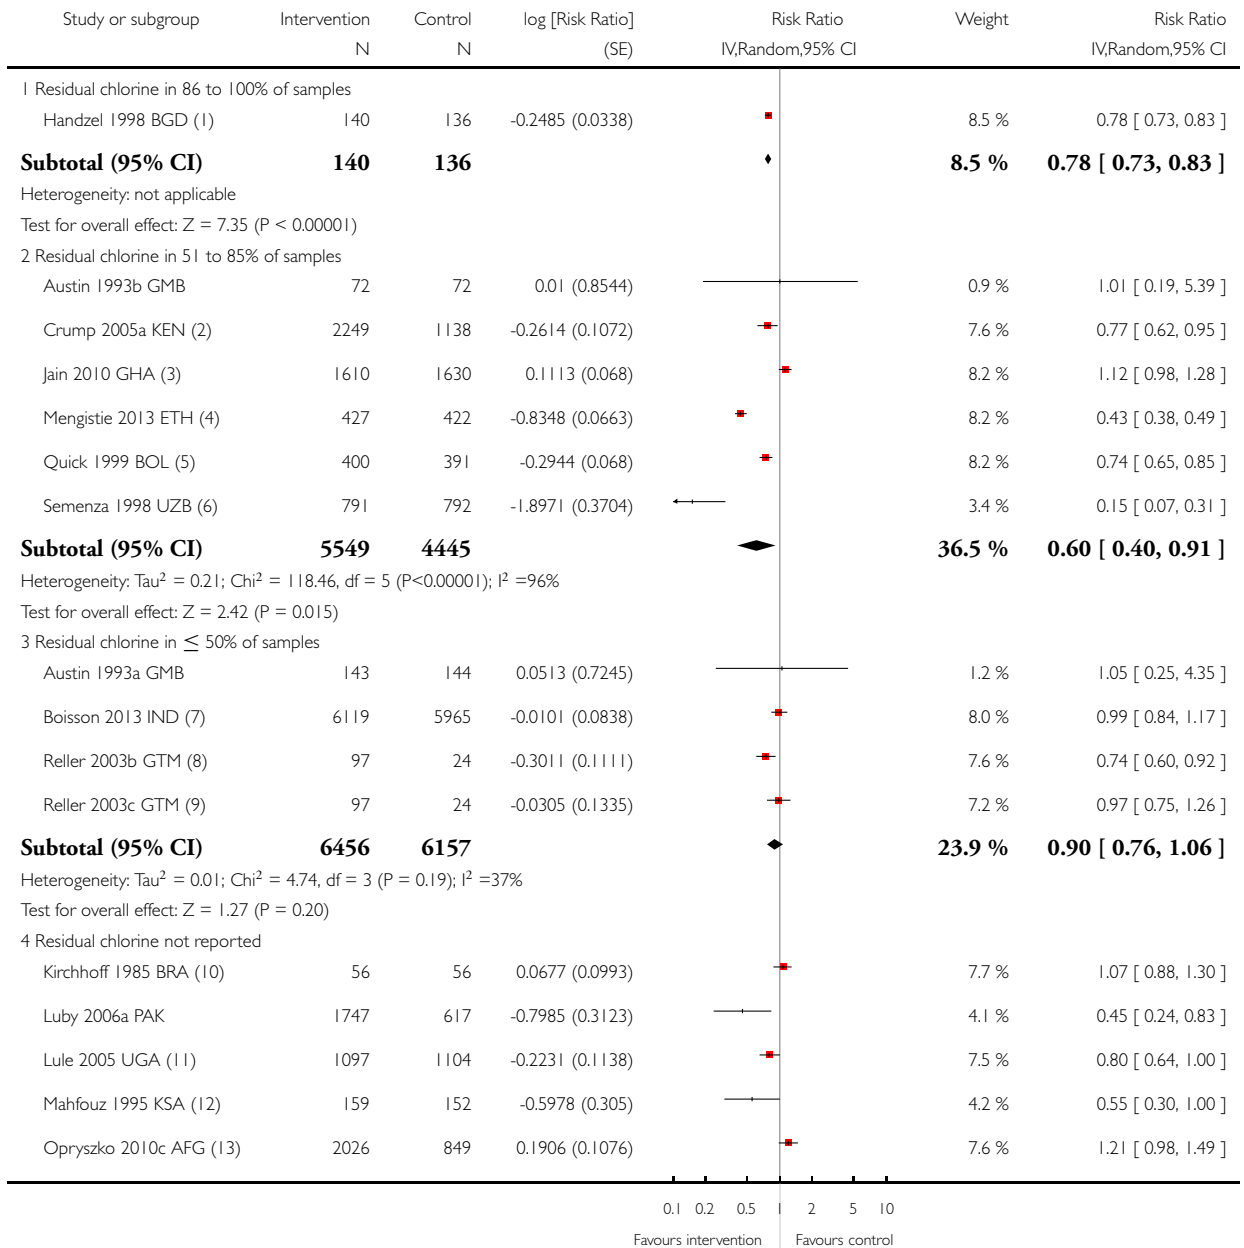 Study or subgroup Intervention Control log [Risk Ratio] Risk Ratio Weight Risk Ratio
N N (SE) IV,Random,95% CI IV,Random,95% CI
1 Residual chlorine in 86 to 100% of samples
Handzel 1998 BGD (1) 140 136 -0.2485 (0.0338) 8.5 % 0.78 [ 0.73, 0.83 ]
Subtotal (95% CI) 140 136 8.5 % 0.78 [ 0.73, 0.83 ]
Heterogeneity: not applicable
Test for overall effect: Z = 7.35 (P < 0.00001)
2 Residual chlorine in 51 to 85% of samples
Austin 1993b GMB 72 72 0.01 (0.8544) 0.9 % 1.01 [ 0.19, 5.39 ]
Crump 2005a KEN (2) 2249 1138 -0.2614 (0.1072) 7.6 % 0.77 [ 0.62, 0.95 ]
Jain 2010 GHA (3) 1610 1630 0.1113 (0.068) 8.2 % 1.12 [ 0.98, 1.28 ]
Mengistie 2013 ETH (4) 427 422 -0.8348 (0.0663) 8.2 % 0.43 [ 0.38, 0.49 ]
Quick 1999 BOL (5) 400 391 -0.2944 (0.068) 8.2 % 0.74 [ 0.65, 0.85 ]
Semenza 1998 UZB (6) 791 792 -1.8971 (0.3704) 3.4 % 0.15 [ 0.07, 0.31 ]
Subtotal (95% CI) 5549 4445 36.5 % 0.60 [ 0.40, 0.91 ]
Heterogeneity: Tau² = 0.21; Chi² = 118.46, df = 5 (P<0.00001); I² =96%
Test for overall effect: Z = 2.42 (P = 0.015)
3 Residual chlorine in ≤ 50% of samples
Austin 1993a GMB 143 144 0.0513 (0.7245) 1.2 % 1.05 [ 0.25, 4.35 ]
Boisson 2013 IND (7) 6119 5965 -0.0101 (0.0838) 8.0 % 0.99 [ 0.84, 1.17 ]
Reller 2003b GTM (8) 97 24 -0.3011 (0.1111) 7.6 % 0.74 [ 0.60, 0.92 ]
Reller 2003c GTM (9) 97 24 -0.0305 (0.1335) 7.2 % 0.97 [ 0.75, 1.26 ]
Subtotal (95% CI) 6456 6157 23.9 % 0.90 [ 0.76, 1.06 ]
Heterogeneity: Tau² = 0.01; Chi² = 4.74, df = 3 (P = 0.19); I² =37%
Test for overall effect: Z = 1.27 (P = 0.20)
4 Residual chlorine not reported
Kirchhoff 1985 BRA (10) 56 56 0.0677 (0.0993) 7.7 % 1.07 [ 0.88, 1.30 ]
Luby 2006a PAK 1747 617 -0.7985 (0.3123) 4.1 % 0.45 [ 0.24, 0.83 ]
Lule 2005 UGA (11) 1097 1104 -0.2231 (0.1138) 7.5 % 0.80 [ 0.64, 1.00 ]
Mahfouz 1995 KSA (12) 159 152 -0.5978 (0.305) 4.2 % 0.55 [ 0.30, 1.00 ]
Opryszko 2010c AFG (13) 2026 849 0.1906 (0.1076) 7.6 % 1.21 [ 0.98, 1.49 ]
0.1 0.2 0.5 1 2 5 10
Favours intervention Favours control